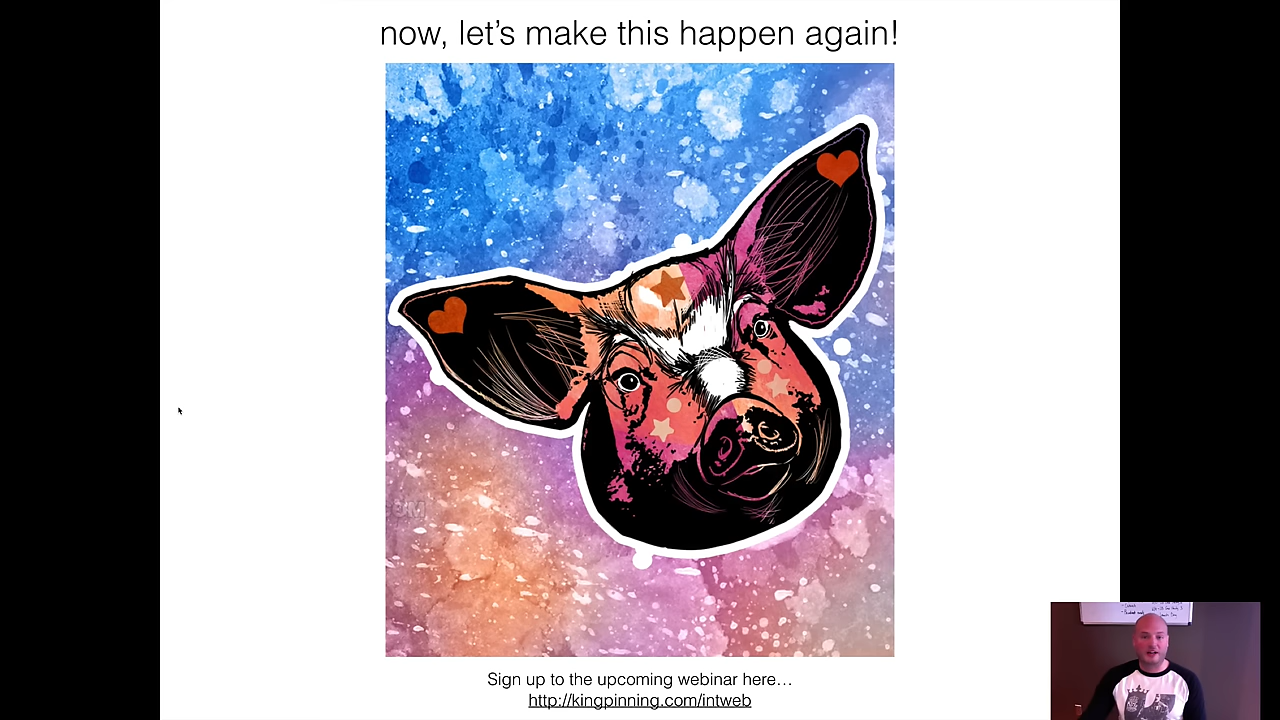 now, let’s make this happen again!
Sign up to the upcoming webinar here…
http://kingpinning.com/intweb